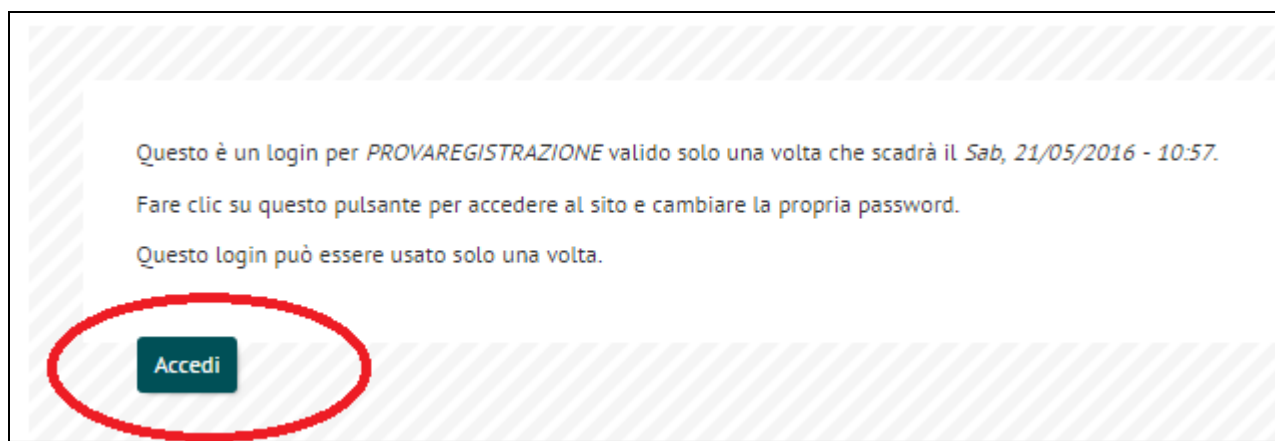 Questo è un login per PROVAREGISTRAZIONE valido solo una volta che scadrà il Sab, 21/05/2016 - 10:57.
Fare clic su questo pulsante per accedere al sito e cambiare la propria password.
Questo login può essere usato solo una volta.
Accedi